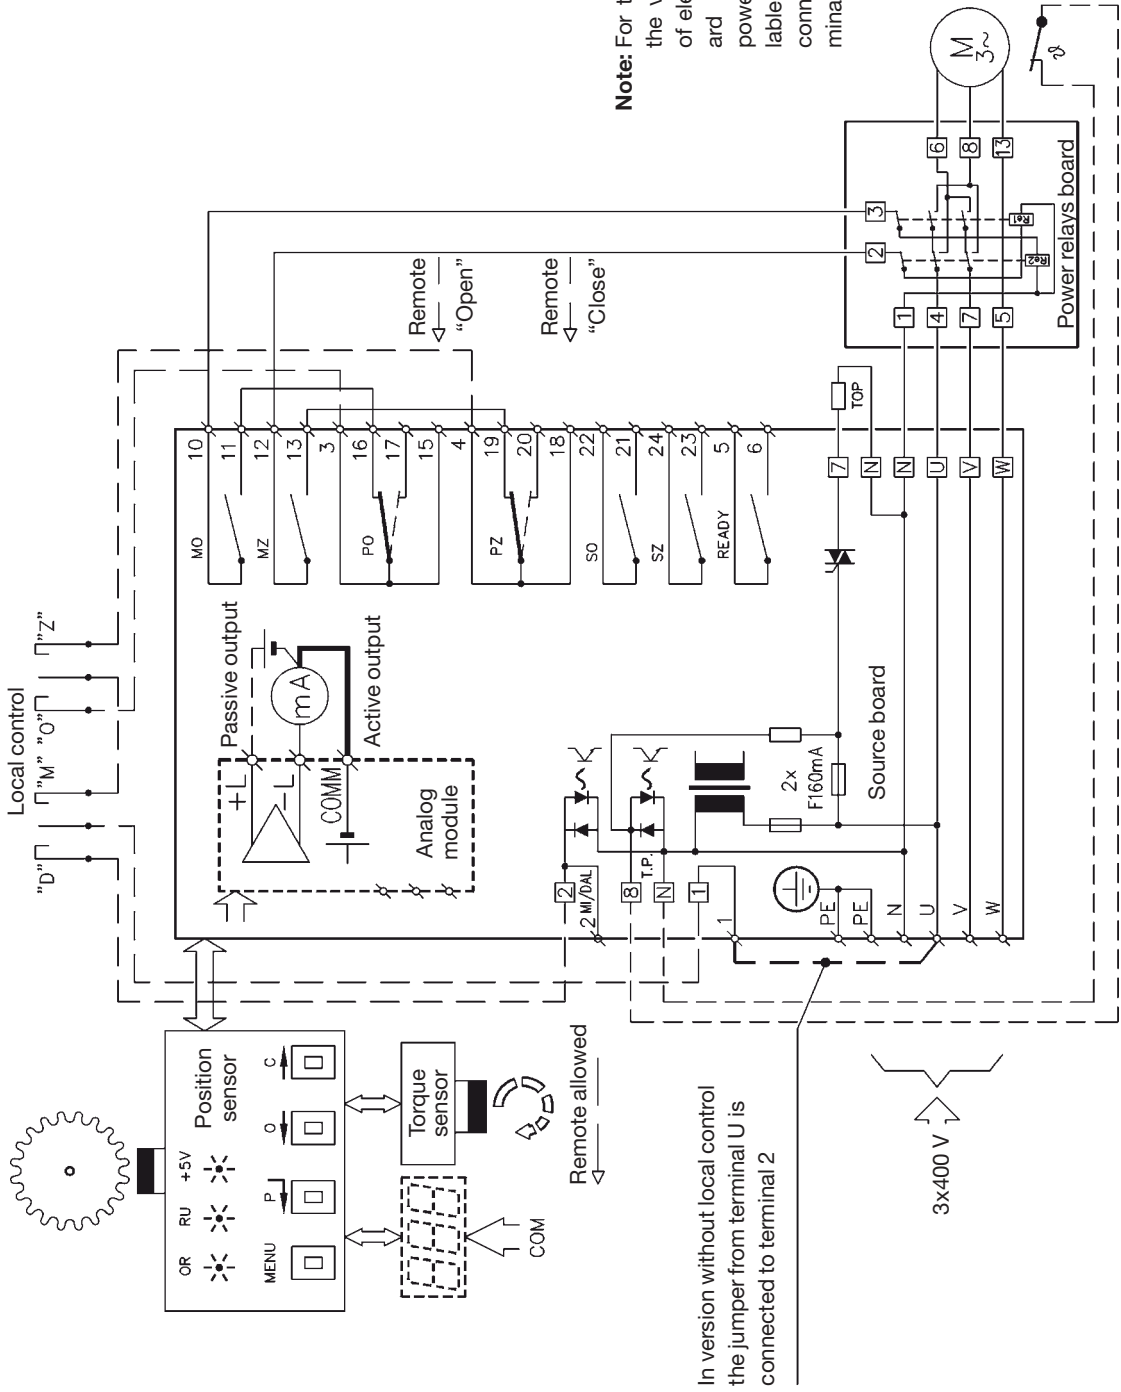 Local control
"D"
"M"
"O"
"Z"
Note: For t
the v
of ele
ard
powe
lable
conn
mina
M
3~
ϑ
Position
sensor
OR
RU
+5V
MENU
P
O
C
Torque
sensor
COM
Remote allowed
Analog
module
+L
-L
COMM
mA
Passive output
Active output
MO
MZ
PO
PZ
SO
SZ
READY
10
11
12
13
3
16
17
15
4
19
20
18
22
21
24
23
5
6
Remote
"Open"
Remote
"Close"
2
2 MI/DAL
8
T.P.
N
1
1
PE
PE
N
U
V
W
2x
F160mA
Source board
7
N
N
U
V
W
TOP
3
2
1
4
7
5
6
8
13
Re1
Re2
Power relays board
In version without local control
the jumper from terminal U is
connected to terminal 2
3x400 V